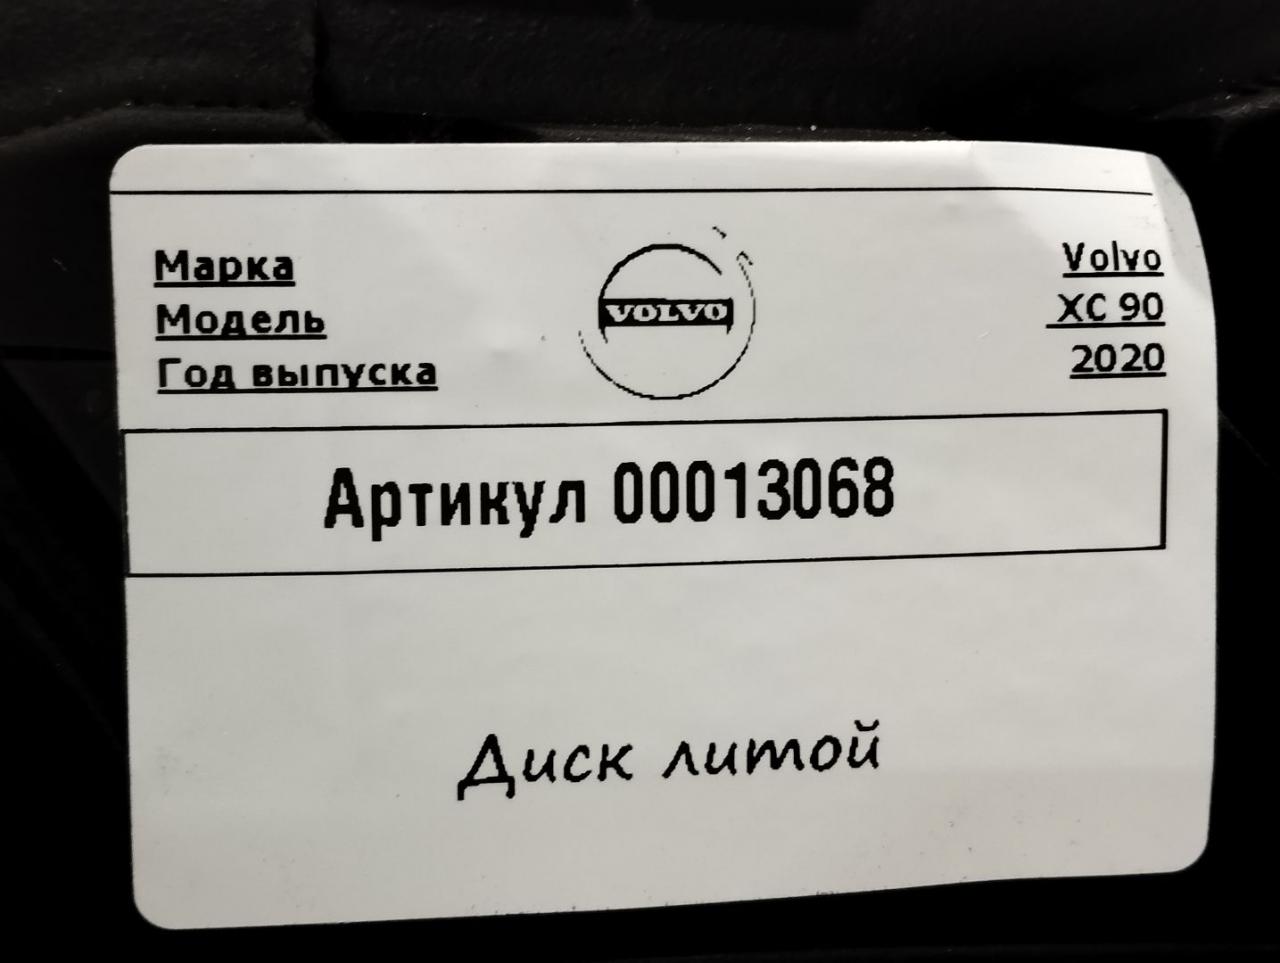 Марка Volvo
Модель XC 90
Год выпуска 2020
VOLVO
Артикул 00013068
Диск литой